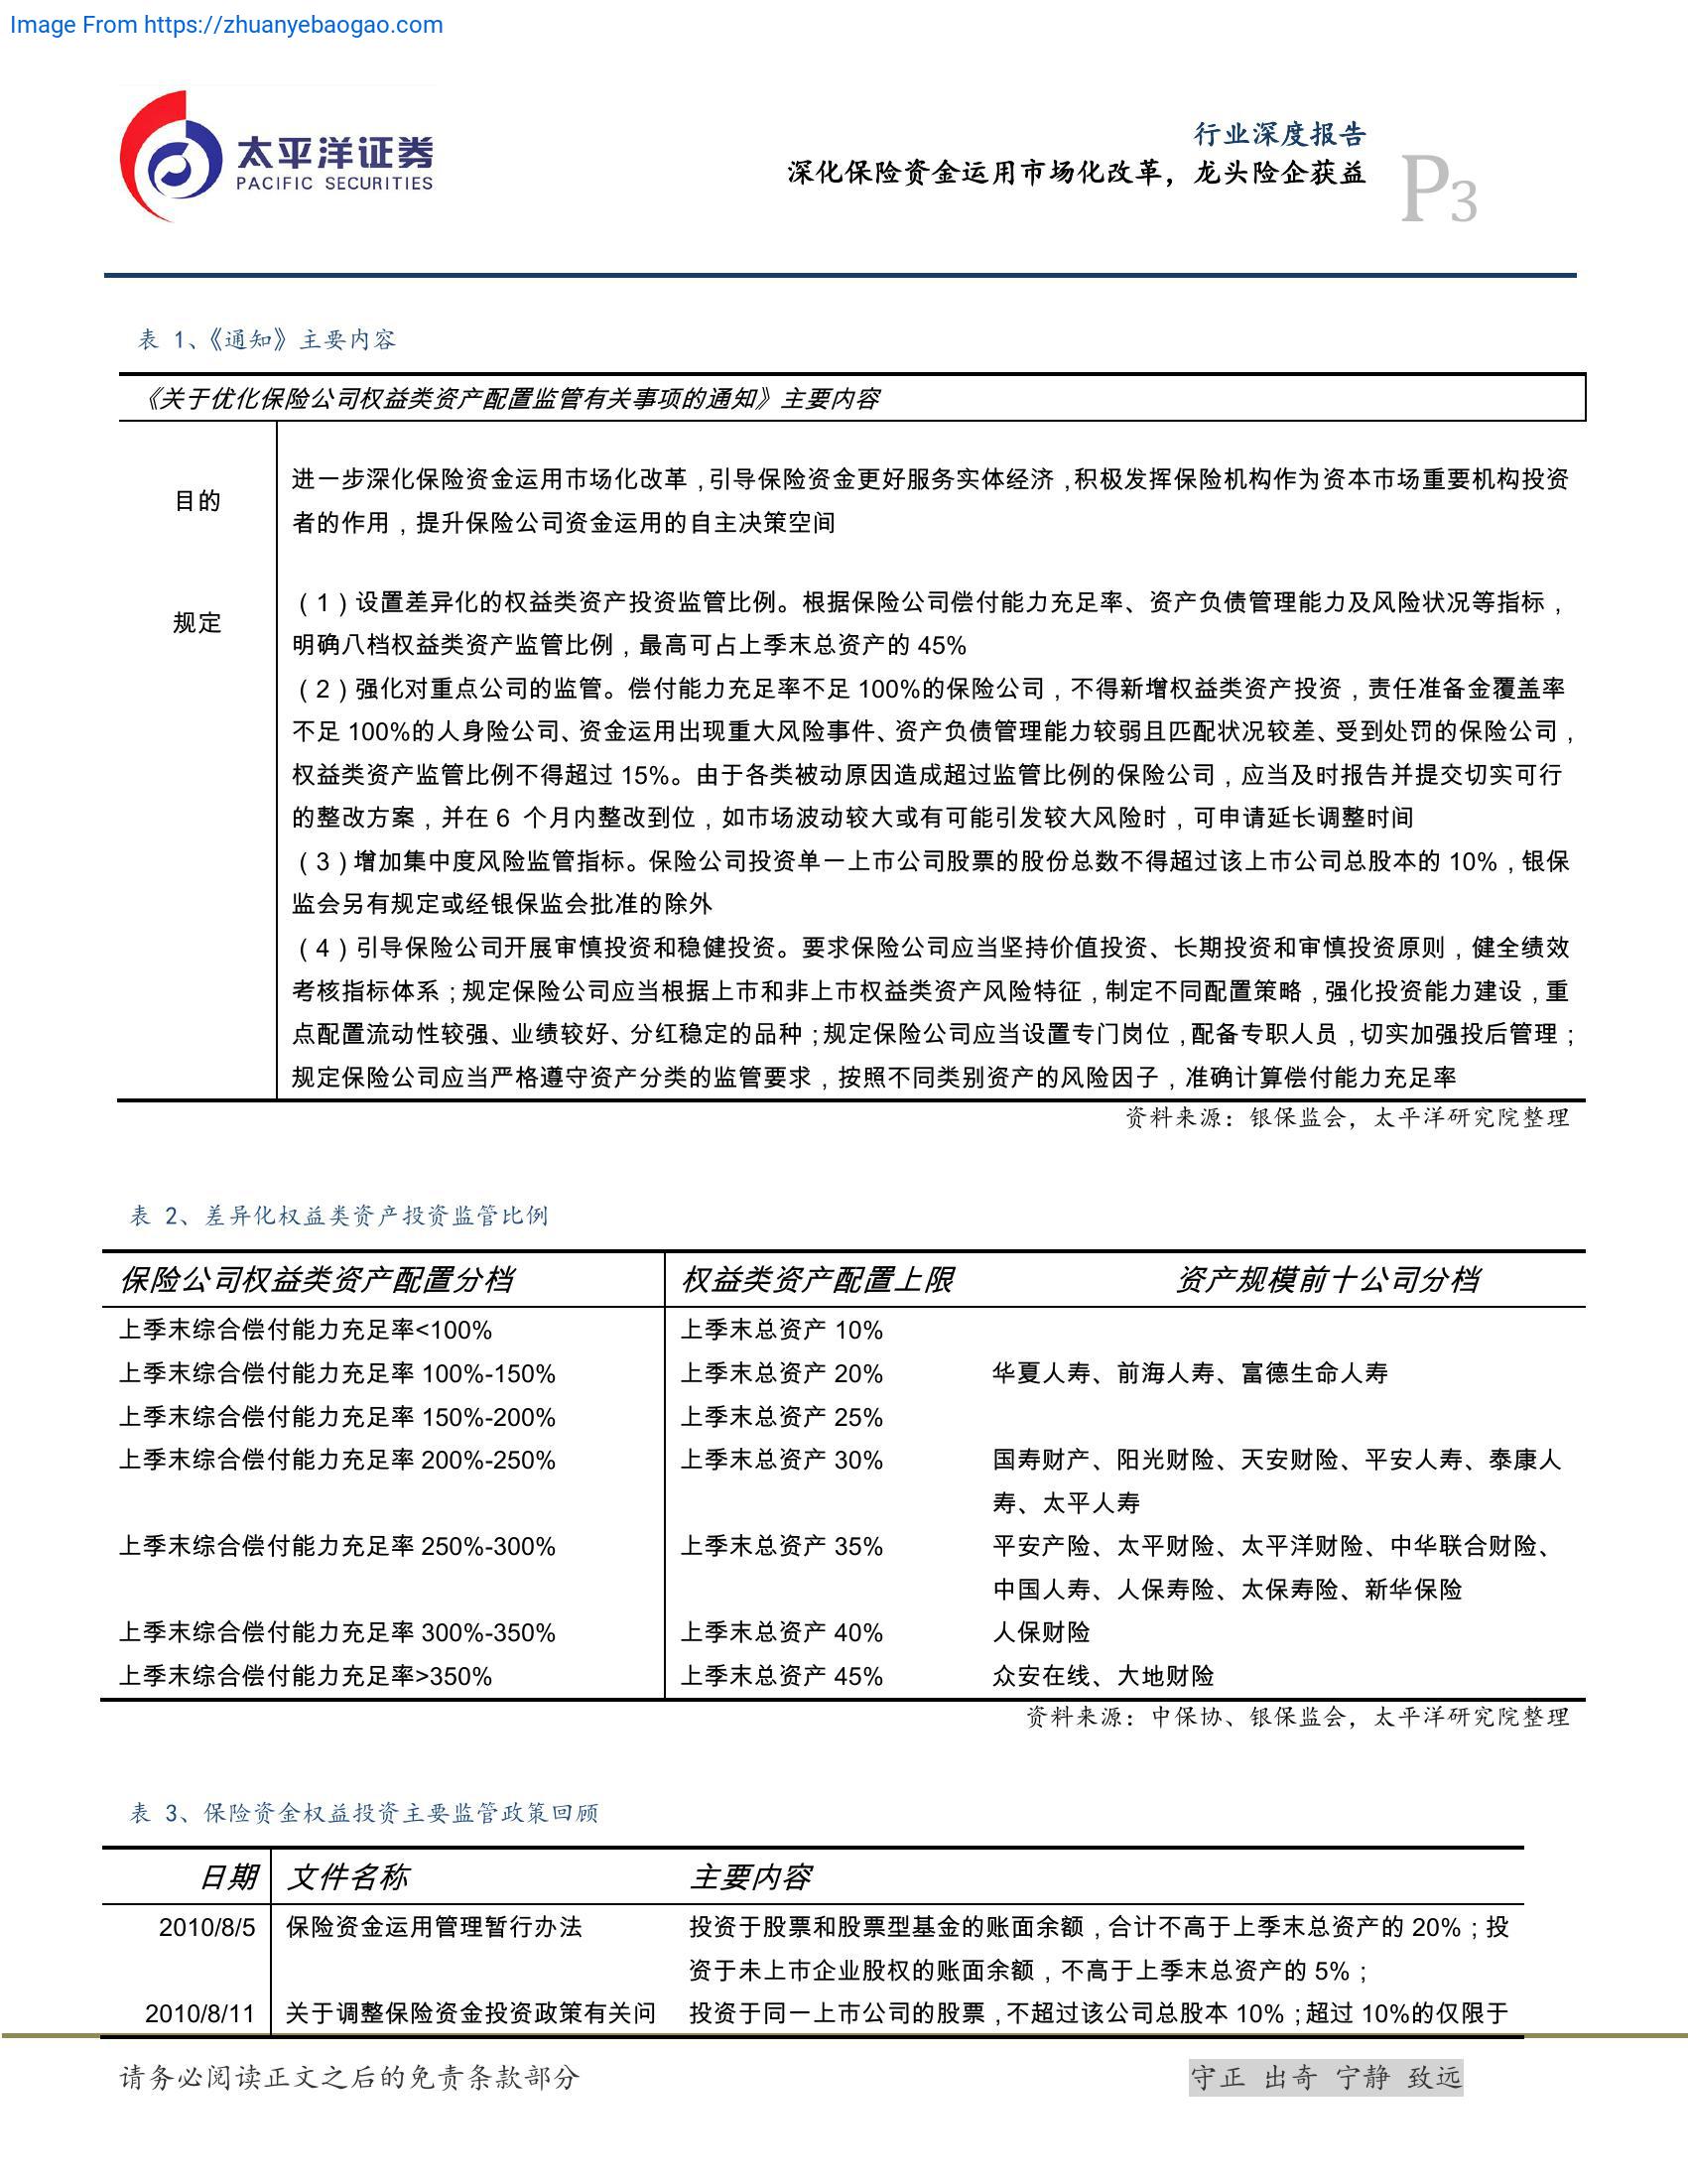 Image From https://zhuanyebaogao.com
太平洋证券
PACIFIC SECURITIES
行业深度报告
深化保险资金运用市场化改革，龙头险企获益
P3
表 1、《通知》主要内容
《关于优化保险公司权益类资产配置监管有关事项的通知》主要内容
目的
进一步深化保险资金运用市场化改革，引导保险资金更好服务实体经济，积极发挥保险机构作为资本市场重要机构投资
者的作用，提升保险公司资金运用的自主决策空间
规定
（1）设置差异化的权益类资产投资监管比例。根据保险公司偿付能力充足率、资产负债管理能力及风险状况等指标，
明确八档权益类资产监管比例，最高可占上季末总资产的 45%
（2）强化对重点公司的监管。偿付能力充足率不足 100%的保险公司，不得新增权益类资产投资，责任准备金覆盖率
不足 100%的人身险公司、资金运用出现重大风险事件、资产负债管理能力较弱且匹配状况较差、受到处罚的保险公司，
权益类资产监管比例不得超过 15%。由于各类被动原因造成超过监管比例的保险公司，应当及时报告并提交切实可行
的整改方案，并在 6 个月内整改到位，如市场波动较大或有可能引发较大风险时，可申请延长调整时间
（3）增加集中度风险监管指标。保险公司投资单一上市公司股票的股份总数不得超过该上市公司总股本的 10%，银保
监会另有规定或经银保监会批准的除外
（4）引导保险公司开展审慎投资和稳健投资。要求保险公司应当坚持价值投资、长期投资和审慎投资原则，健全绩效
考核指标体系；规定保险公司应当根据上市和非上市权益类资产风险特征，制定不同配置策略，强化投资能力建设，重
点配置流动性较强、业绩较好、分红稳定的品种；规定保险公司应当设置专门岗位，配备专职人员，切实加强投后管理；
规定保险公司应当严格遵守资产分类的监管要求，按照不同类别资产的风险因子，准确计算偿付能力充足率
资料来源：银保监会，太平洋研究院整理
表 2、差异化权益类资产投资监管比例
保险公司权益类资产配置分档 权益类资产配置上限 资产规模前十公司分档
上季末综合偿付能力充足率<100% 上季末总资产 10%
上季末综合偿付能力充足率 100%-150% 上季末总资产 20% 华夏人寿、前海人寿、富德生命人寿
上季末综合偿付能力充足率 150%-200% 上季末总资产 25%
上季末综合偿付能力充足率 200%-250% 上季末总资产 30% 国寿财产、阳光财险、天安财险、平安人寿、泰康人
寿、太平人寿
上季末综合偿付能力充足率 250%-300% 上季末总资产 35% 平安产险、太平财险、太平洋财险、中华联合财险、
中国人寿、人保寿险、太保寿险、新华保险
上季末综合偿付能力充足率 300%-350% 上季末总资产 40% 人保财险
上季末综合偿付能力充足率>350% 上季末总资产 45% 众安在线、大地财险
资料来源：中保协、银保监会，太平洋研究院整理
表 3、保险资金权益投资主要监管政策回顾
日期 文件名称 主要内容
2010/8/5 保险资金运用管理暂行办法 投资于股票和股票型基金的账面余额，合计不高于上季末总资产的 20%；投
资于未上市企业股权的账面余额，不高于上季末总资产的 5%；
2010/8/11 关于调整保险资金投资政策有关问 投资于同一上市公司的股票，不超过该公司总股本 10%；超过 10%的仅限于
请务必阅读正文之后的免责条款部分
守正 出奇 宁静 致远